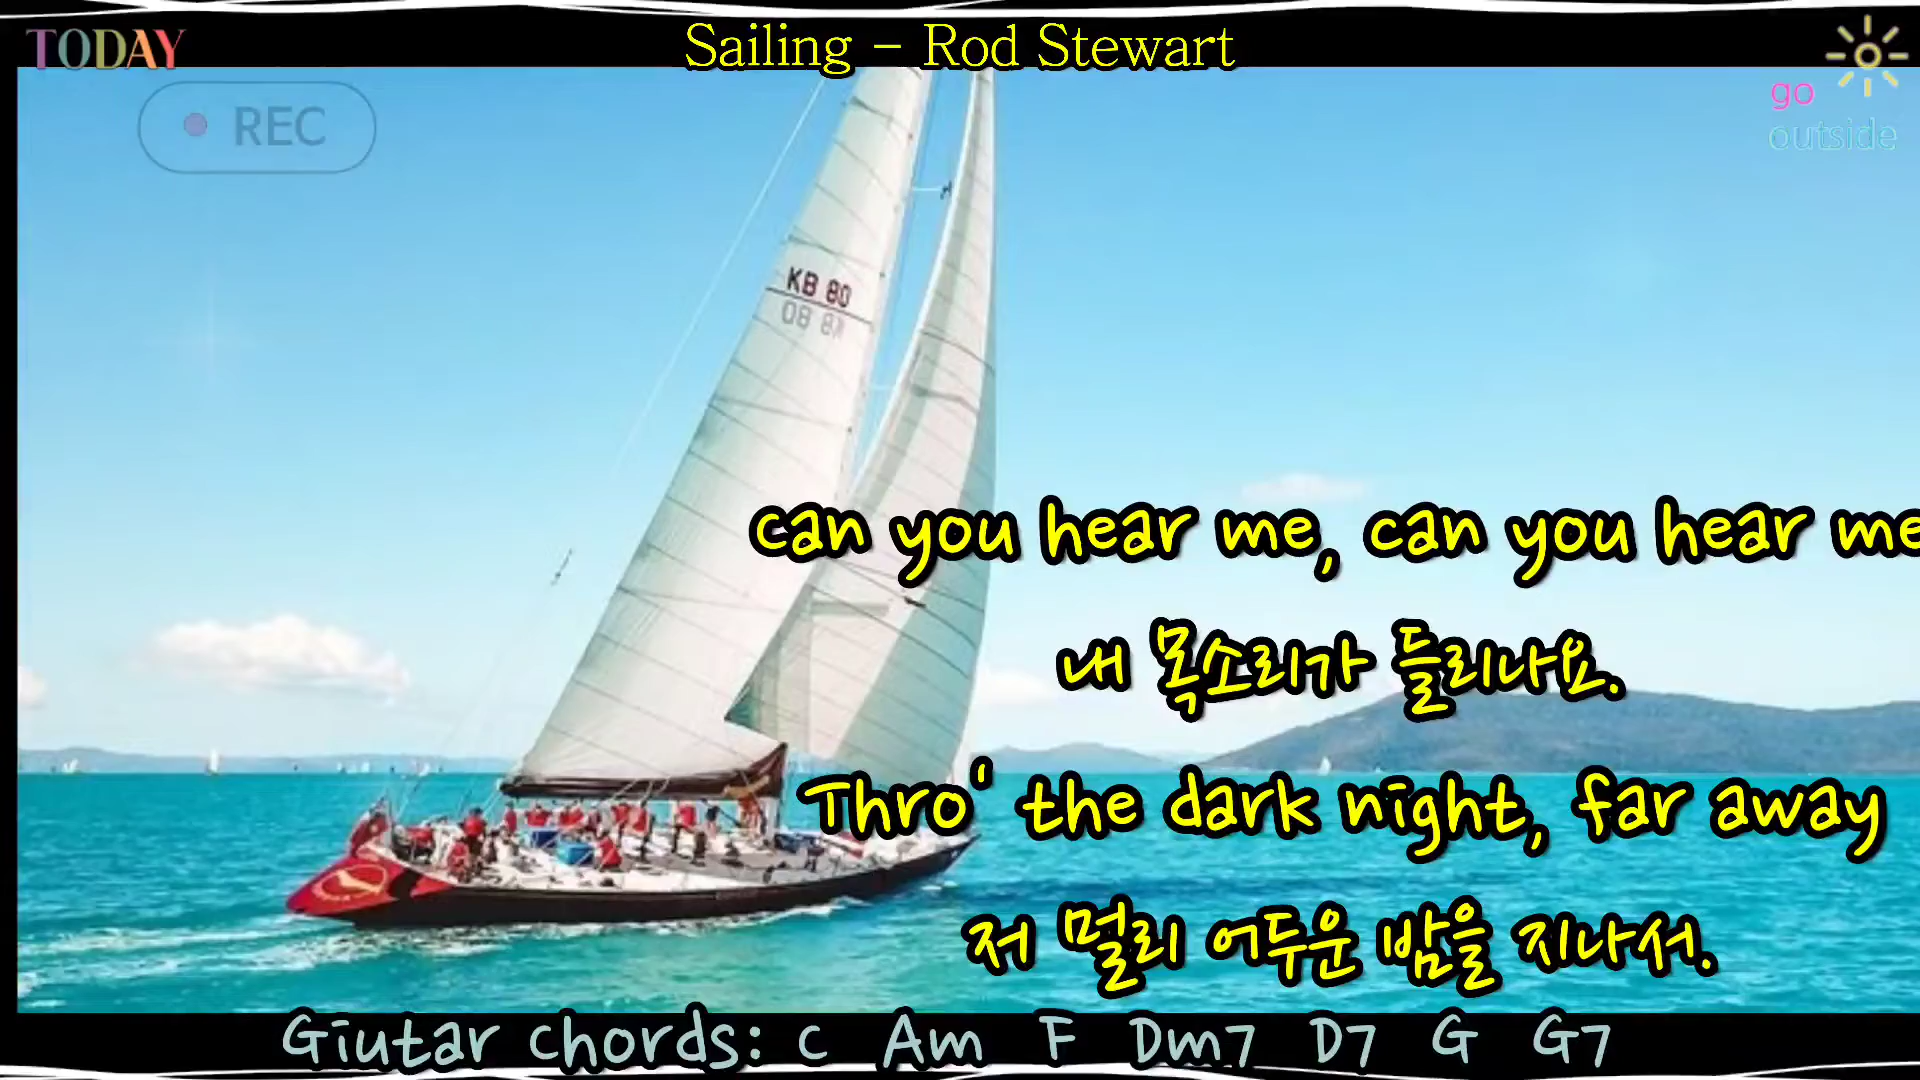 TODAY
Sailing - Rod Stewart
REC
go
outside
KB 80
can you hear me, can you hear me
내 목소리가 들리나요.
Thro' the dark night, far away
저 멀리 어두운 밤을 지나서.
Giutar chords: C Am F Dm7 D7 G G7